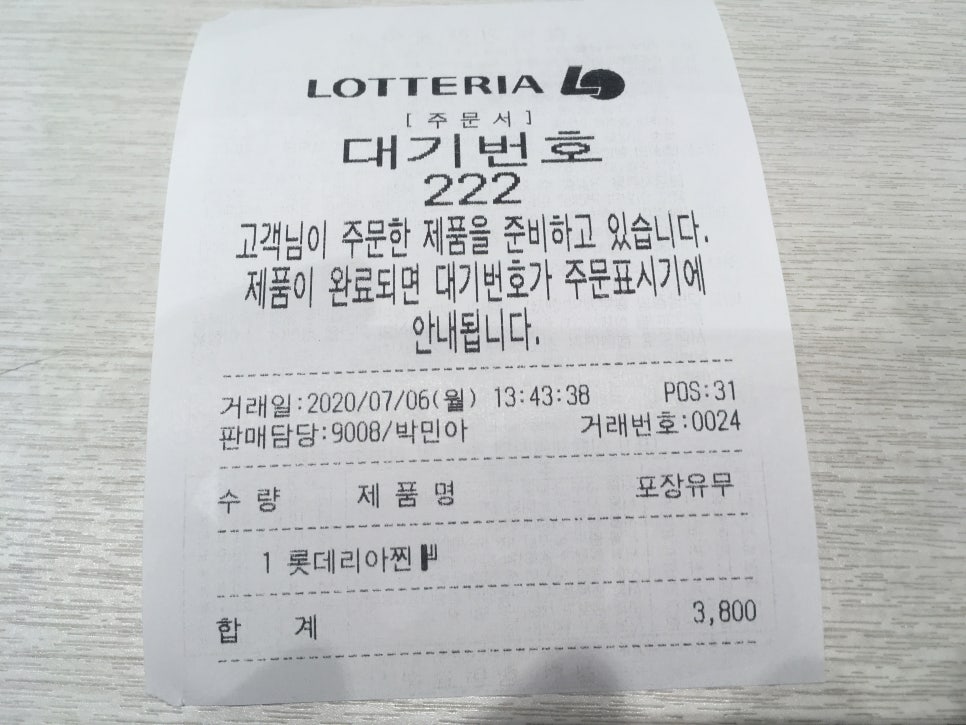 LOTTERIA
[ 주 문 서 ]
대기번호
222
고객님이 주문한 제품을 준비하고 있습니다.
제품이 완료되면 대기번호가 주문표시기에
안내됩니다.
거래일:2020/07/06(월) 13:43:38 POS:31
판매담당:9008/박민아 거래번호:0024
수 량 제 품 명 포장유무
1 롯데리아찐
합 계 3,800